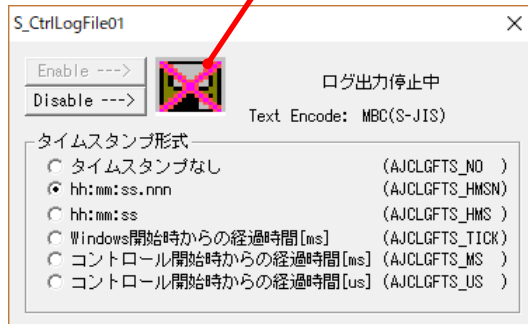 S_CtrlLogFile01
Enable --->
Disable --->
ログ出力停止中
Text Encode: MBC(S-JIS)
タイムスタンプ形式
タイムスタンプなし (AJCLGFTS_NO )
hh:mm:ss.nnn (AJCLGFTS_HMSN)
hh:mm:ss (AJCLGFTS_HMS )
Windows開始時からの経過時間[ms] (AJCLGFTS_TICK)
コントロール開始時からの経過時間[ms] (AJCLGFTS_MS )
コントロール開始時からの経過時間[us] (AJCLGFTS_US )